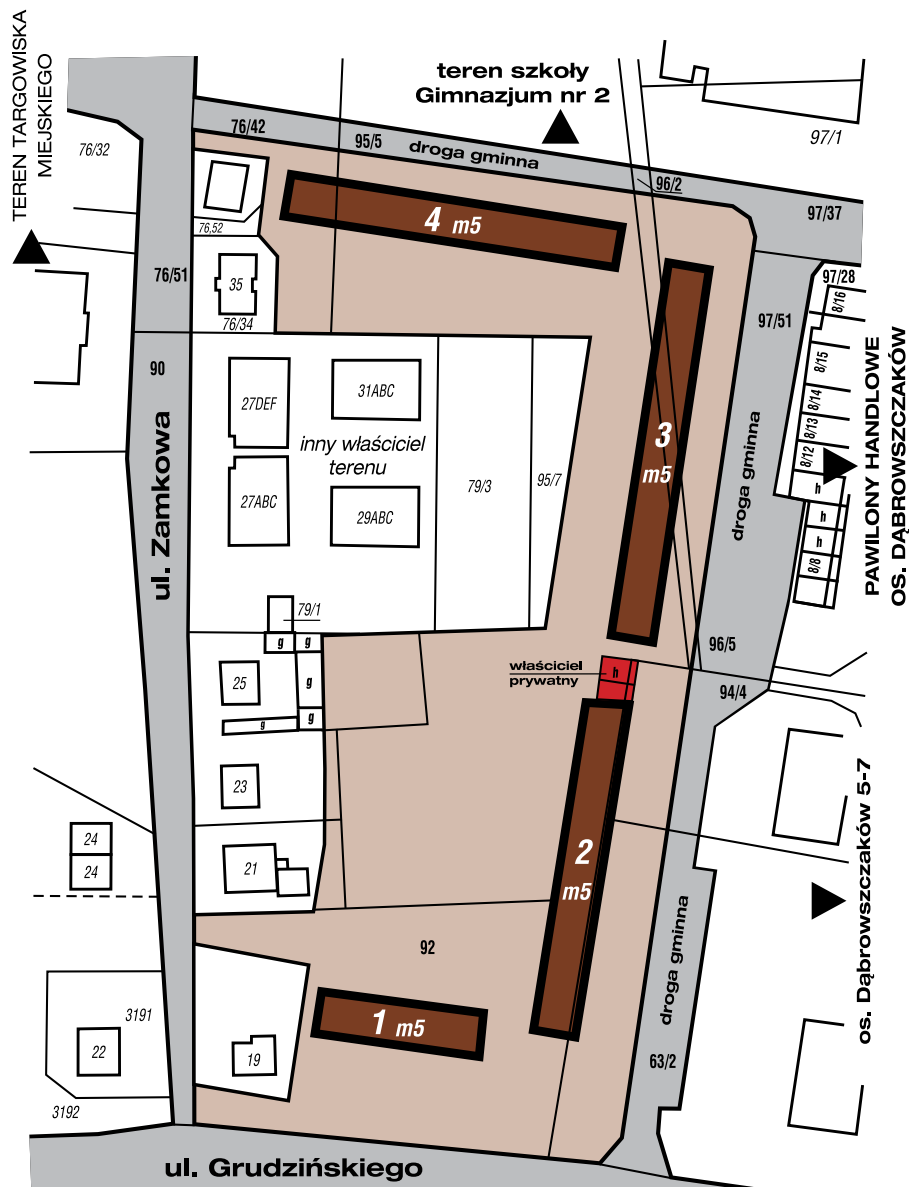 TEREN TARGOWISKA
MIEJSKIEGO
teren szkoły
Gimnazjum nr 2
76/32
76/42
95/5
droga gminna
96/2
97/1
97/37
76,52
4 m5
76/51
35
76/34
97/28
8/16
97/51
8/15
8/14
8/13
8/12
h
h
8/8
PAWILONY HANDLOWE
OS. DĄBROWSZCZAKÓW
90
27DEF
31ABC
inny właściciel
terenu
27ABC
29ABC
79/3
95/7
3
m5
droga gminna
ul. Zamkowa
79/1
g
g
g
g
g
25
właściciel
prywatny
h
96/5
94/4
23
24
24
21
2
m5
os. Dąbrowszczaków 5-7
92
droga gminna
3191
22
1 m5
19
63/2
3192
ul. Grudzińskiego